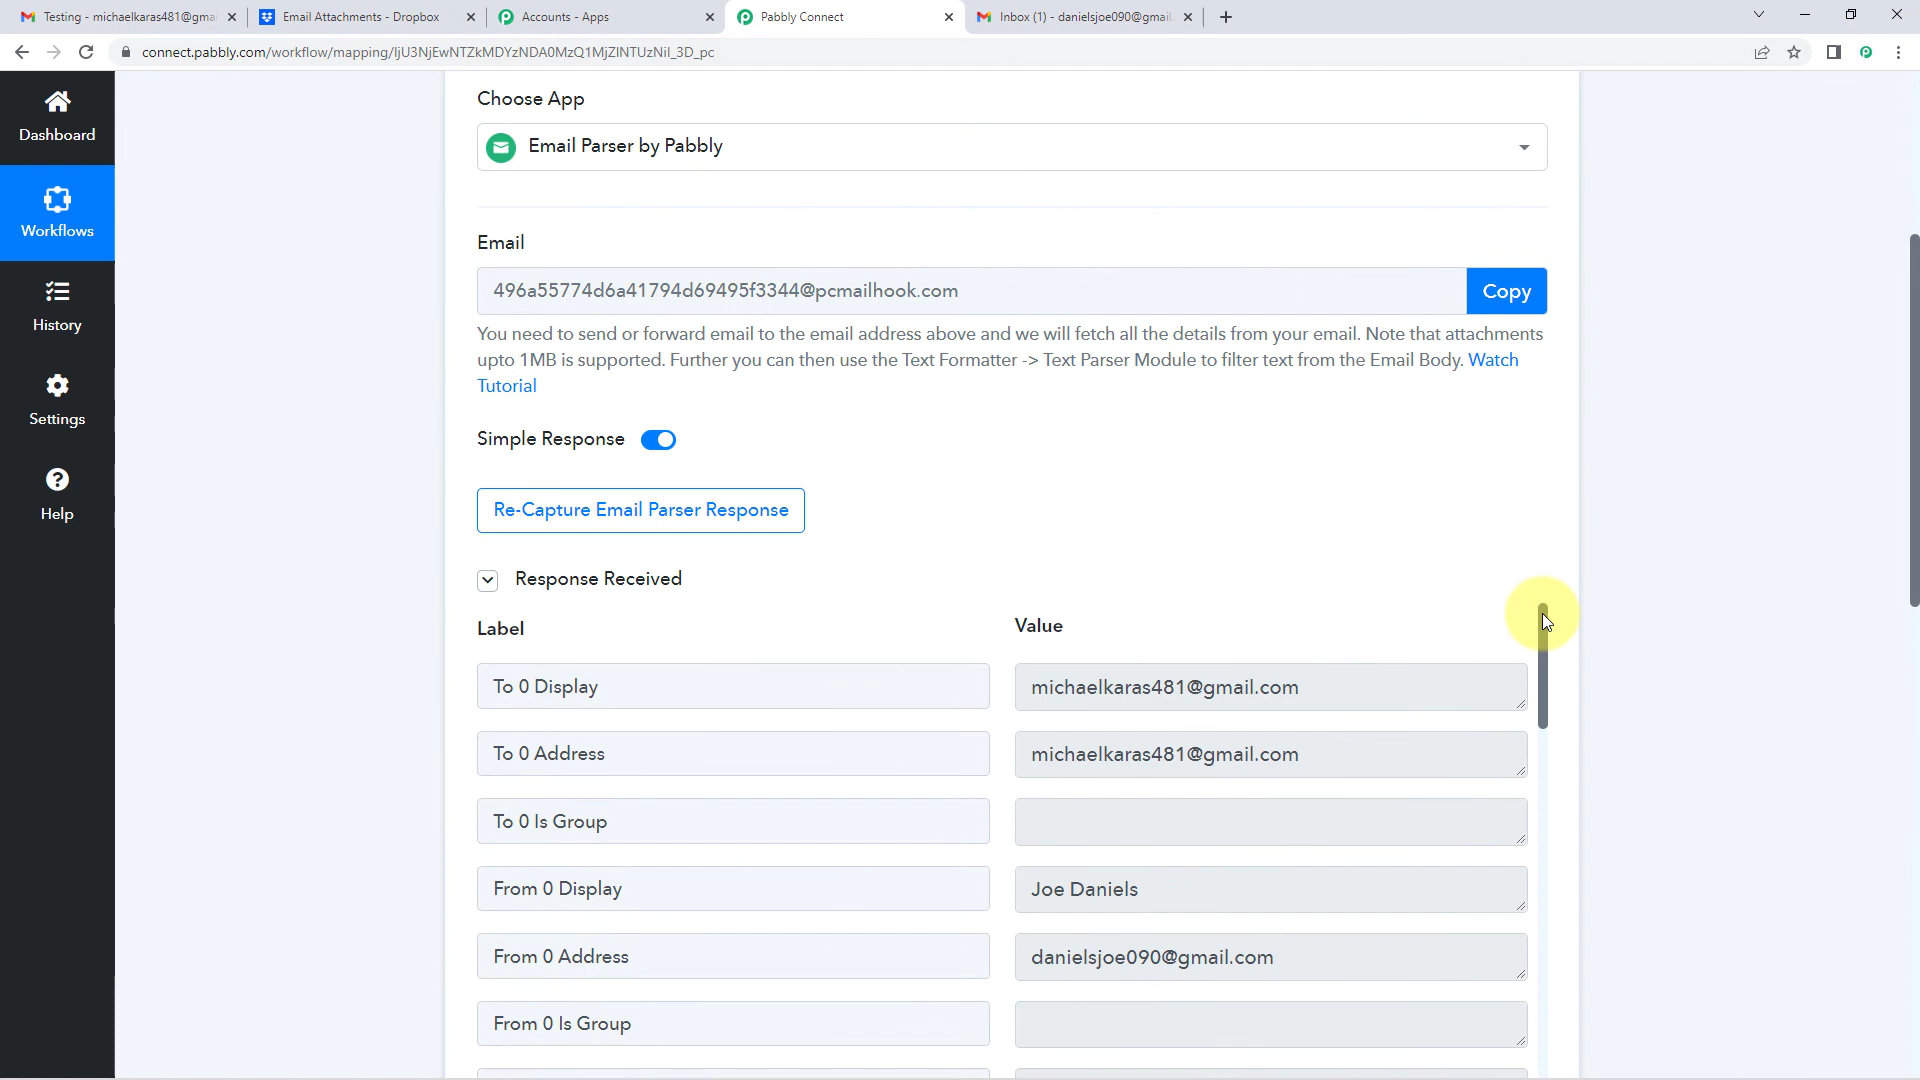 Testing - michaelkaras481@gmai
Email Attachments - Dropbox
Accounts - Apps
Pabbly Connect
Inbox (1) - danielsjoe090@gmail
connect.pabbly.com/workflow/mapping/IjU3NjEwNTZkMDYzNDA0MzQ1MjZlNTUzNiI_3D_pc
Dashboard
Workflows
History
Settings
Help
Choose App
Email Parser by Pabbly
Email
496a55774d6a41794d69495f3344@pcmailhook.com
Copy
You need to send or forward email to the email address above and we will fetch all the details from your email. Note that attachments
upto 1MB is supported. Further you can then use the Text Formatter -> Text Parser Module to filter text from the Email Body. Watch
Tutorial
Simple Response
Re-Capture Email Parser Response
Response Received
Label Value
To 0 Display michaelkaras481@gmail.com
To 0 Address michaelkaras481@gmail.com
To 0 Is Group
From 0 Display Joe Daniels
From 0 Address danielsjoe090@gmail.com
From 0 Is Group